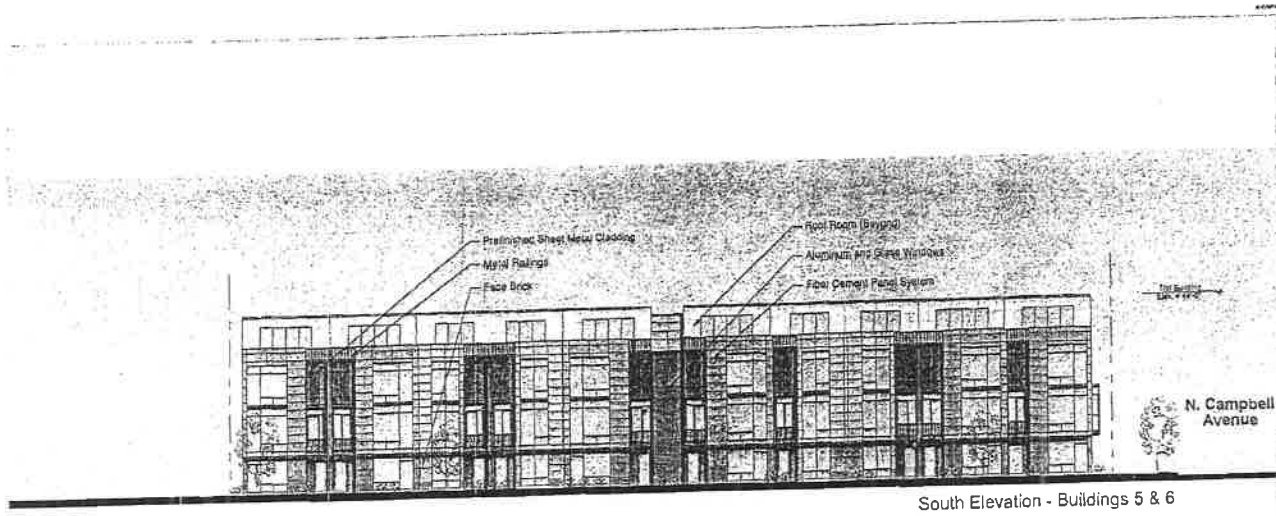 Prefinished Sheet Metal Cladding
Metal Railings
Face Brick
Roof Room (Beyond)
Aluminum and Glass Windows
Fiber Cement Panel System
N. Campbell
Avenue
South Elevation - Buildings 5 & 6